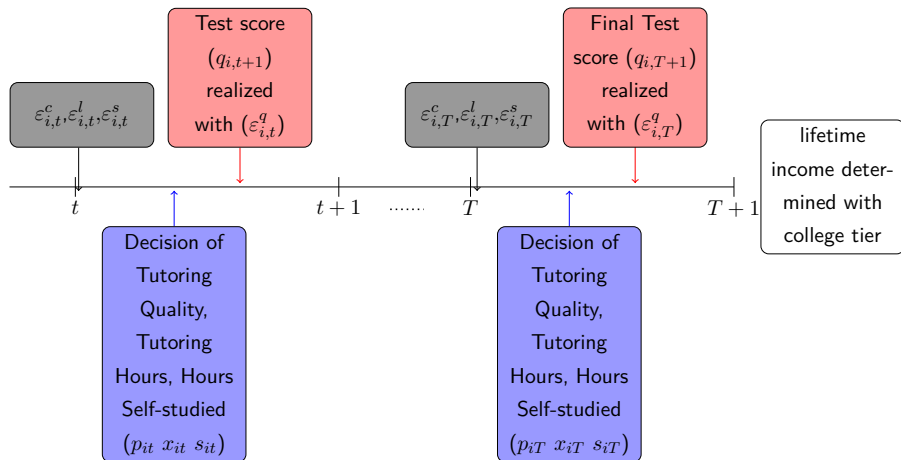 Test score
(q_{i,t+1})
realized
with (ε^q_{i,t})
Final Test
score (q_{i,T+1})
realized
with (ε^q_{i,T})
ε^c_{i,t},ε^l_{i,t},ε^s_{i,t}
ε^c_{i,T},ε^l_{i,T},ε^s_{i,T}
lifetime
income deter-
mined with
college tier
t
t + 1
........
T
T + 1
Decision of
Tutoring
Quality,
Tutoring
Hours, Hours
Self-studied
(p_{it} x_{it} s_{it})
Decision of
Tutoring
Quality,
Tutoring
Hours, Hours
Self-studied
(p_{iT} x_{iT} s_{iT})